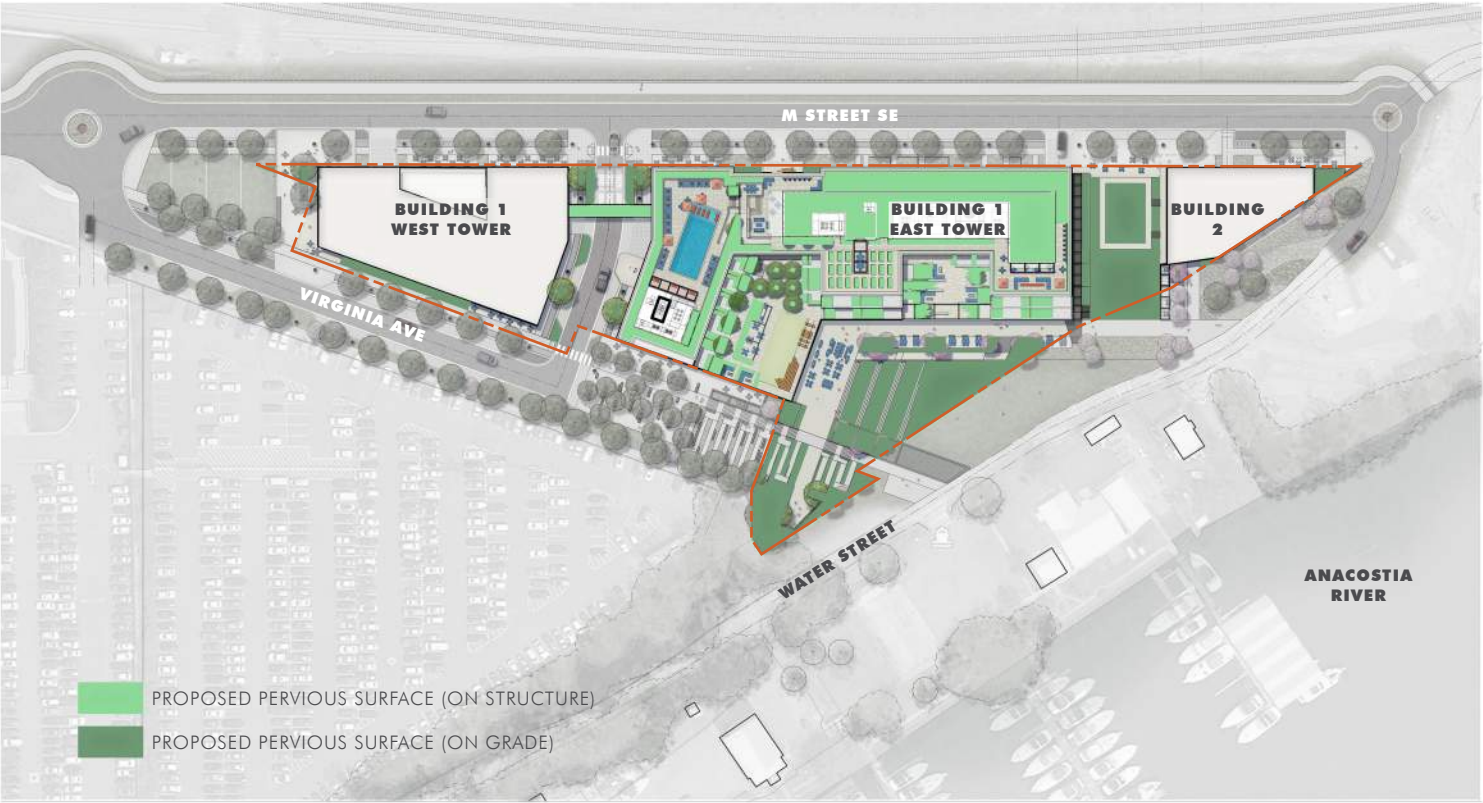 M STREET SE
BUILDING 1
WEST TOWER
BUILDING 1
EAST TOWER
BUILDING
2
VIRGINIA AVE
WATER STREET
ANACOSTIA
RIVER
PROPOSED PERVIOUS SURFACE (ON STRUCTURE)
PROPOSED PERVIOUS SURFACE (ON GRADE)